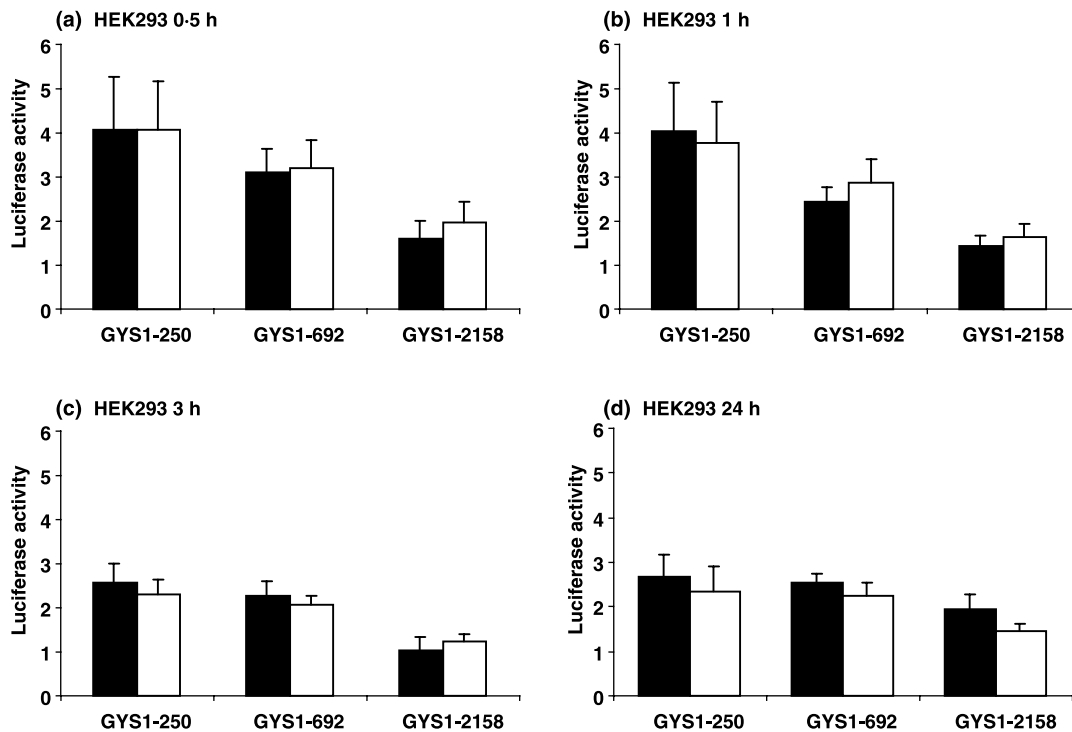 (a) HEK293 0·5 h
Luciferase activity
6
5
4
3
2
1
0
GYS1-250 GYS1-692 GYS1-2158
(b) HEK293 1 h
Luciferase activity
6
5
4
3
2
1
0
GYS1-250 GYS1-692 GYS1-2158
(c) HEK293 3 h
Luciferase activity
6
5
4
3
2
1
0
GYS1-250 GYS1-692 GYS1-2158
(d) HEK293 24 h
Luciferase activity
6
5
4
3
2
1
0
GYS1-250 GYS1-692 GYS1-2158